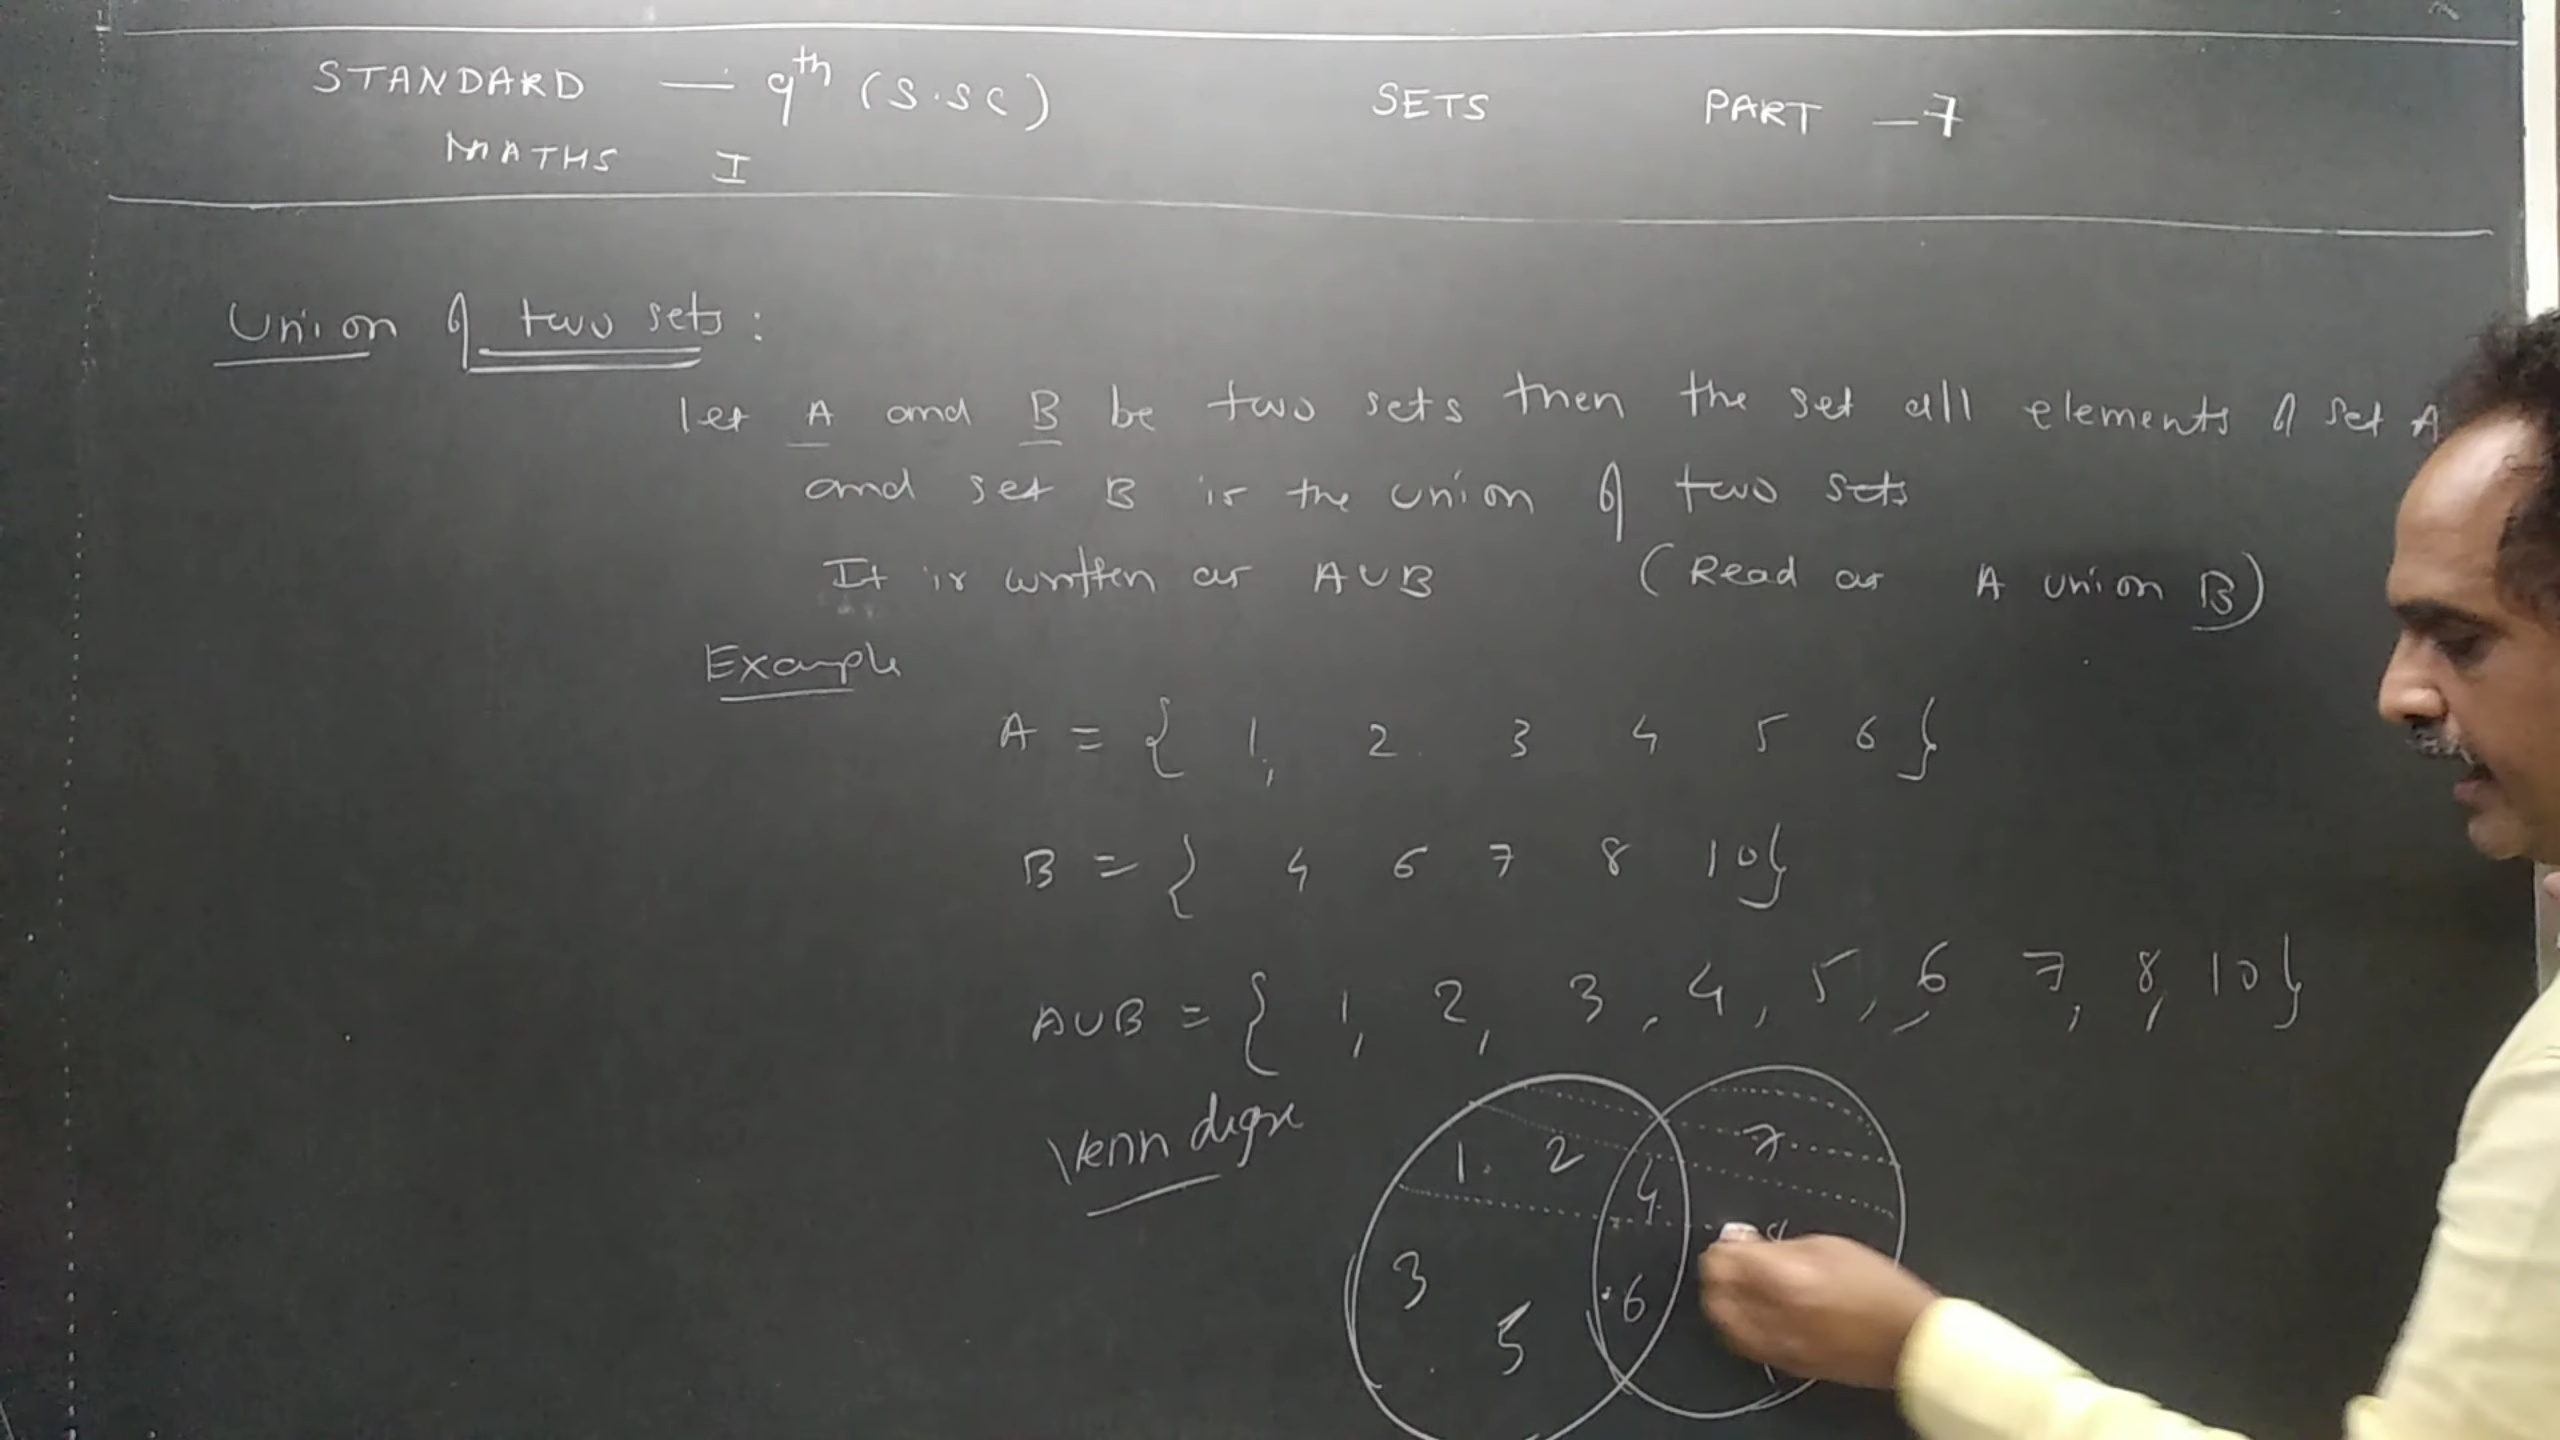 STANDARD — 9th (S.SC) SETS PART - 7
MATHS I
Union of two sets:
let A and B be two sets then the set all elements of set A
and set B is the union of two sets
It is written as A∪B (Read as A union B)
Example
A = { 1, 2 3 4 5 6 }
B = { 4 6 7 8 10}
A∪B = { 1, 2, 3, 4, 5, 6 7, 8, 10}
Venn
1 2 4 7
3 6
5